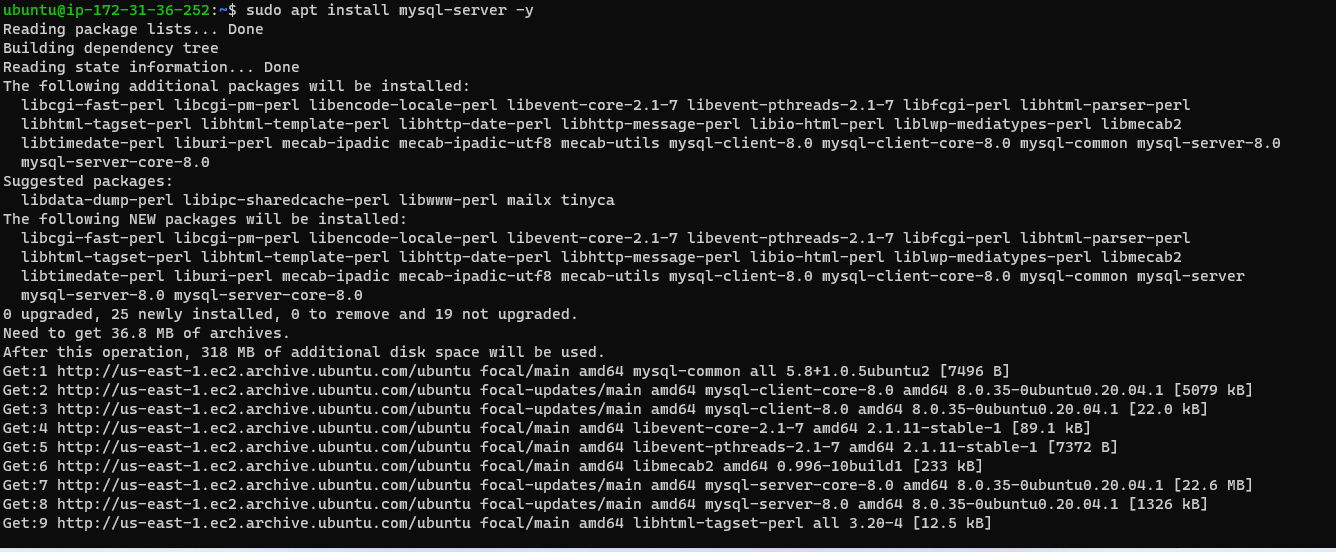 ubuntu@ip-172-31-36-252:~$ sudo apt install mysql-server -y
Reading package lists... Done
Building dependency tree
Reading state information... Done
The following additional packages will be installed:
  libcgi-fast-perl libcgi-pm-perl libencode-locale-perl libevent-core-2.1-7 libevent-pthreads-2.1-7 libfcgi-perl libhtml-parser-perl
  libhtml-tagset-perl libhtml-template-perl libhttp-date-perl libhttp-message-perl libio-html-perl liblwp-mediatypes-perl libmecab2
  libtimedate-perl liburi-perl mecab-ipadic mecab-ipadic-utf8 mecab-utils mysql-client-8.0 mysql-client-core-8.0 mysql-common mysql-server-8.0
  mysql-server-core-8.0
Suggested packages:
  libdata-dump-perl libipc-sharedcache-perl libwww-perl mailx tinyca
The following NEW packages will be installed:
  libcgi-fast-perl libcgi-pm-perl libencode-locale-perl libevent-core-2.1-7 libevent-pthreads-2.1-7 libfcgi-perl libhtml-parser-perl
  libhtml-tagset-perl libhtml-template-perl libhttp-date-perl libhttp-message-perl libio-html-perl liblwp-mediatypes-perl libmecab2
  libtimedate-perl liburi-perl mecab-ipadic mecab-ipadic-utf8 mecab-utils mysql-client-8.0 mysql-client-core-8.0 mysql-common mysql-server
  mysql-server-8.0 mysql-server-core-8.0
0 upgraded, 25 newly installed, 0 to remove and 19 not upgraded.
Need to get 36.8 MB of archives.
After this operation, 318 MB of additional disk space will be used.
Get:1 http://us-east-1.ec2.archive.ubuntu.com/ubuntu focal/main amd64 mysql-common all 5.8+1.0.5ubuntu2 [7496 B]
Get:2 http://us-east-1.ec2.archive.ubuntu.com/ubuntu focal-updates/main amd64 mysql-client-core-8.0 amd64 8.0.35-0ubuntu0.20.04.1 [5079 kB]
Get:3 http://us-east-1.ec2.archive.ubuntu.com/ubuntu focal-updates/main amd64 mysql-client-8.0 amd64 8.0.35-0ubuntu0.20.04.1 [22.0 kB]
Get:4 http://us-east-1.ec2.archive.ubuntu.com/ubuntu focal/main amd64 libevent-core-2.1-7 amd64 2.1.11-stable-1 [89.1 kB]
Get:5 http://us-east-1.ec2.archive.ubuntu.com/ubuntu focal/main amd64 libevent-pthreads-2.1-7 amd64 2.1.11-stable-1 [7372 B]
Get:6 http://us-east-1.ec2.archive.ubuntu.com/ubuntu focal/main amd64 libmecab2 amd64 0.996-10build1 [233 kB]
Get:7 http://us-east-1.ec2.archive.ubuntu.com/ubuntu focal-updates/main amd64 mysql-server-core-8.0 amd64 8.0.35-0ubuntu0.20.04.1 [22.6 MB]
Get:8 http://us-east-1.ec2.archive.ubuntu.com/ubuntu focal-updates/main amd64 mysql-server-8.0 amd64 8.0.35-0ubuntu0.20.04.1 [1326 kB]
Get:9 http://us-east-1.ec2.archive.ubuntu.com/ubuntu focal/main amd64 libhtml-tagset-perl all 3.20-4 [12.5 kB]